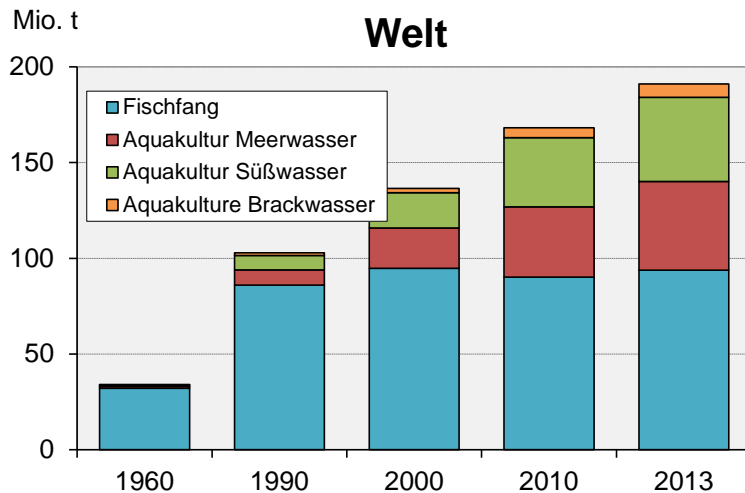 Mio. t
Welt
200
150
100
50
0
Fischfang
Aquakultur Meerwasser
Aquakultur Süßwasser
Aquakulture Brackwasser
1960 1990 2000 2010 2013